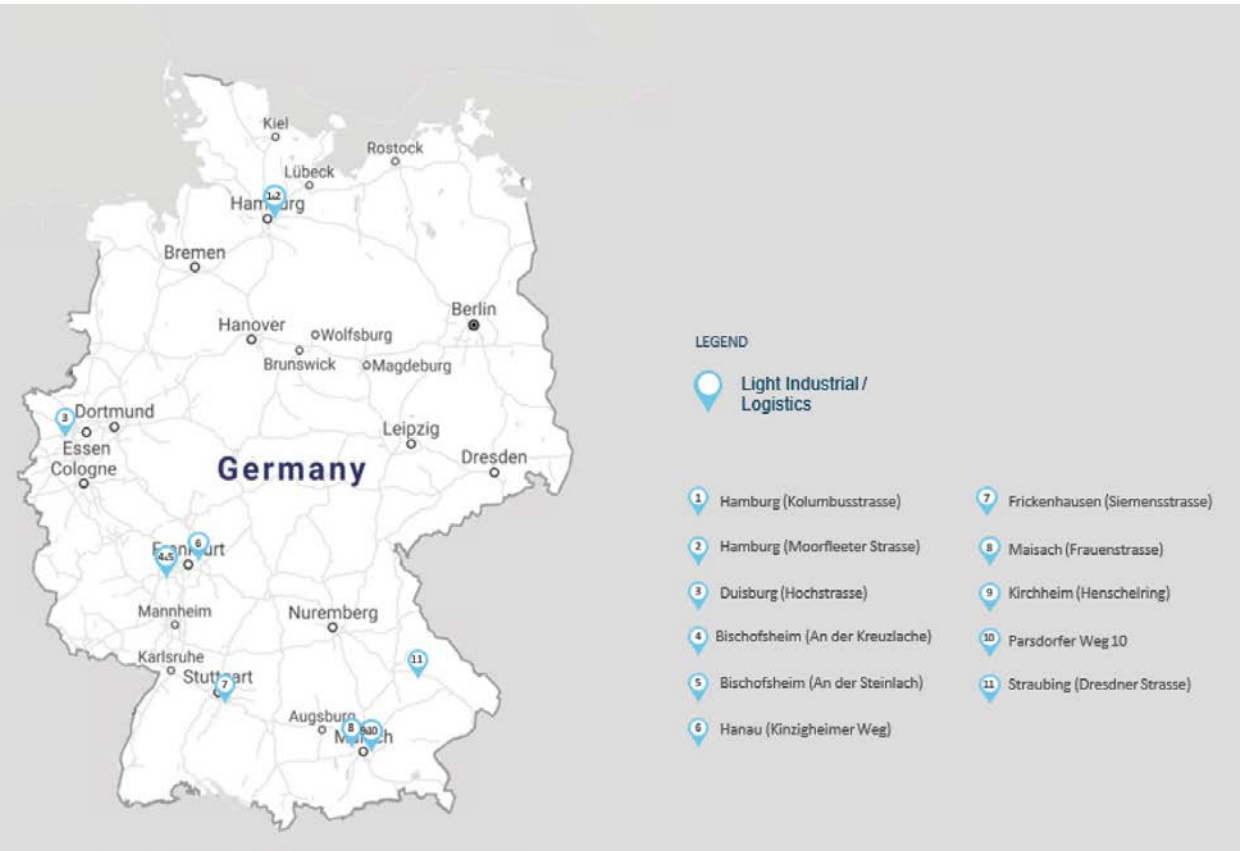 Kiel
Rostock
Lübeck
1&2
Hamburg
Bremen
Berlin
Hanover
Wolfsburg
Brunswick
Magdeburg
3
Dortmund
Essen
Leipzig
Cologne
Dresden
Germany
6
Frankfurt
4&5
Mannheim
Nuremberg
Karlsruhe
11
Stuttgart
7
Augsburg
8
9&10
Munich
LEGEND
Light Industrial /
Logistics
1 Hamburg (Kolumbusstrasse)
2 Hamburg (Moorfleeter Strasse)
3 Duisburg (Hochstrasse)
4 Bischofsheim (An der Kreuzlache)
5 Bischofsheim (An der Steinlach)
6 Hanau (Kinzigheimer Weg)
7 Frickenhausen (Siemensstrasse)
8 Maisach (Frauenstrasse)
9 Kirchheim (Henschelring)
10 Parsdorfer Weg 10
11 Straubing (Dresdner Strasse)